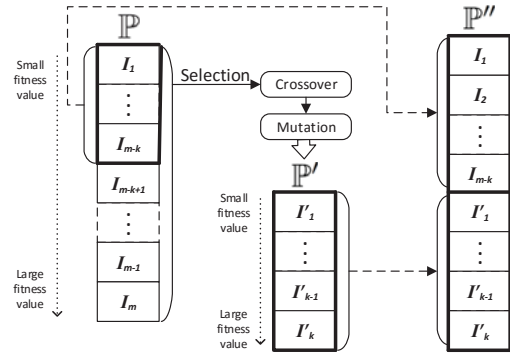 ℙ
Small
fitness
value
I1
⋮
Im-k
Im-k+1
⋮
Im-1
Im
Large
fitness
value
Selection
Crossover
Mutation
ℙ′
Small
fitness
value
I′1
⋮
I′k-1
I′k
Large
fitness
value
ℙ″
I1
I2
⋮
Im-k
I′1
⋮
I′k-1
I′k